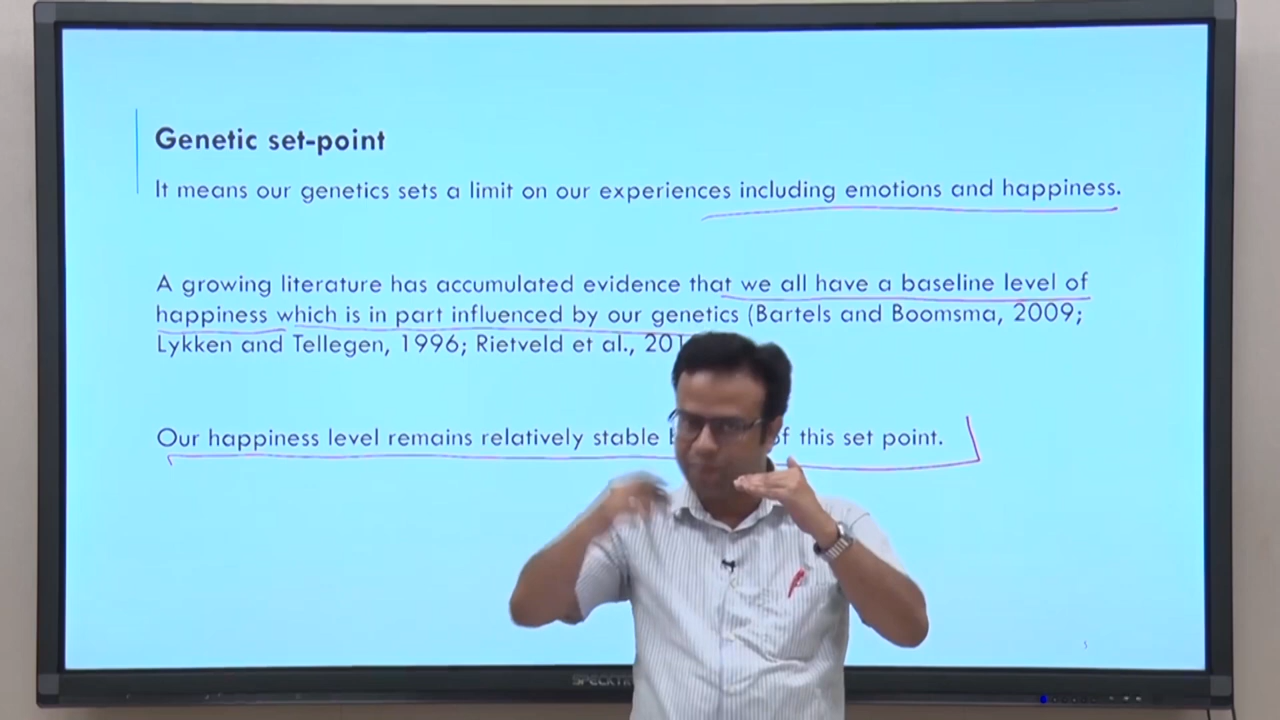 Genetic set-point
It means our genetics sets a limit on our experiences including emotions and happiness.
A growing literature has accumulated evidence that we all have a baseline level of
happiness which is in part influenced by our genetics (Bartels and Boomsma, 2009;
Lykken and Tellegen, 1996; Rietveld et al.,
Our happiness level remains relatively stable of this set point.